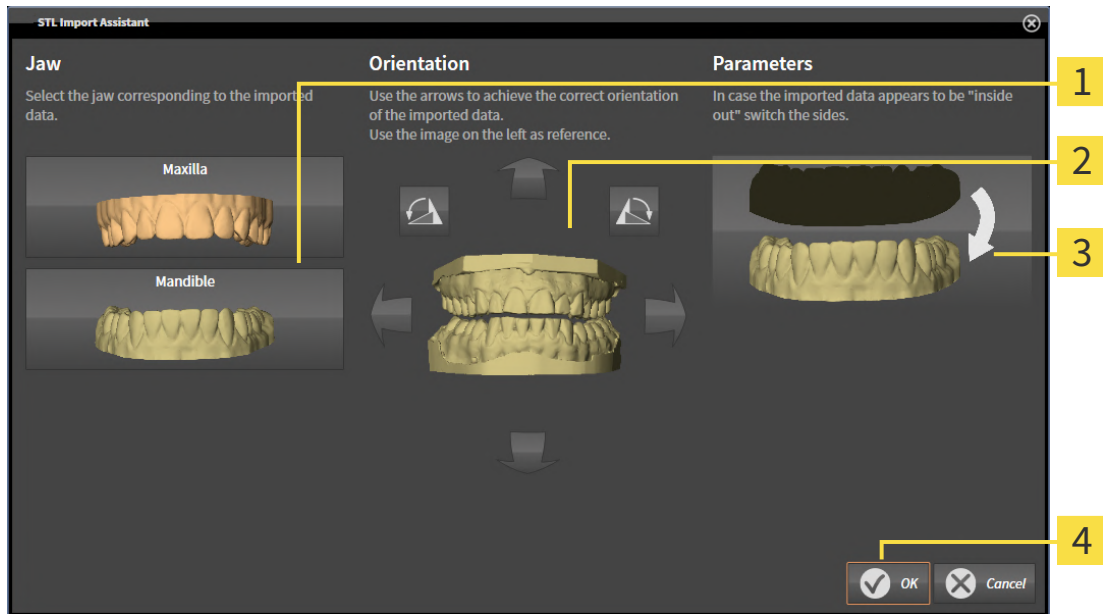 STL Import Assistant
Jaw
Select the jaw corresponding to the imported
data.
Maxilla
Mandible
Orientation
Use the arrows to achieve the correct orientation
of the imported data.
Use the image on the left as reference.
Parameters
In case the imported data appears to be "inside
out" switch the sides.
1
2
3
4
OK
Cancel